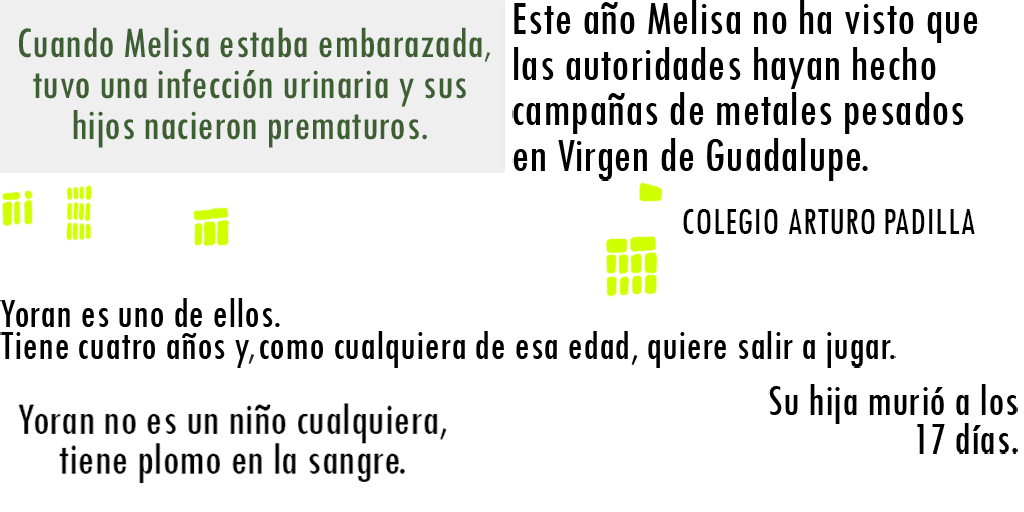 Cuando Melisa estaba embarazada,
tuvo una infección urinaria y sus
hijos nacieron prematuros.
Este año Melisa no ha visto que
las autoridades hayan hecho
campañas de metales pesados
en Virgen de Guadalupe.
COLEGIO ARTURO PADILLA
Yoran es uno de ellos.
Tiene cuatro años y,como cualquiera de esa edad, quiere salir a jugar.
Yoran no es un niño cualquiera,
tiene plomo en la sangre.
Su hija murió a los
17 días.